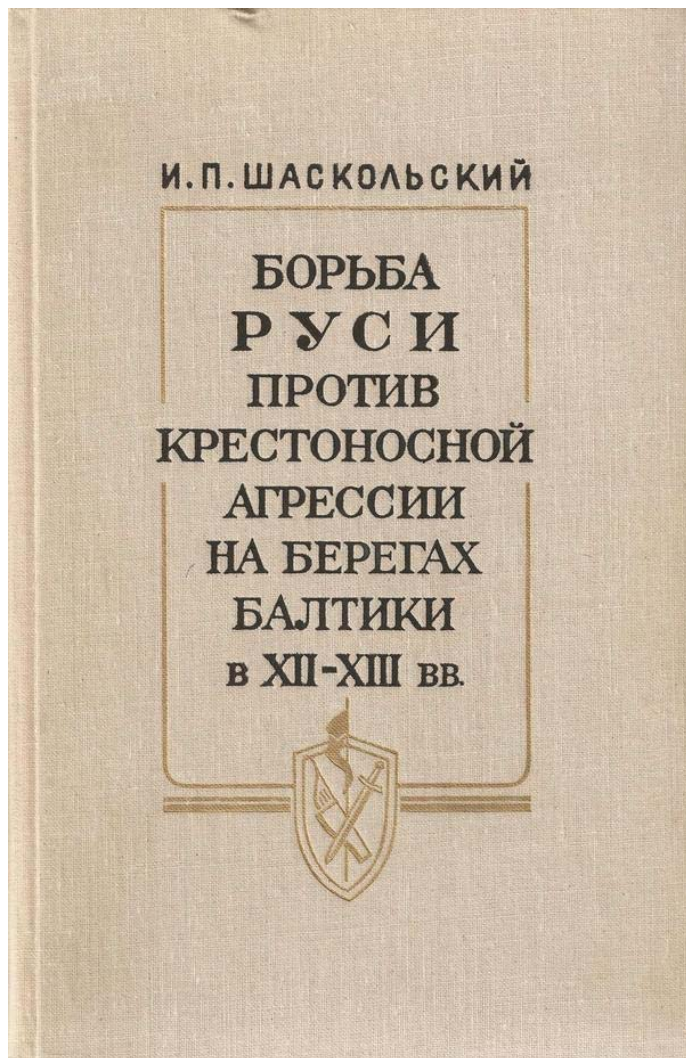 И.П.ШАСКОЛЬСКИЙ
БОРЬБА
РУСИ
ПРОТИВ
КРЕСТОНОСНОЙ
АГРЕССИИ
НА БЕРЕГАХ
БАЛТИКИ
в XII-XIII вв.